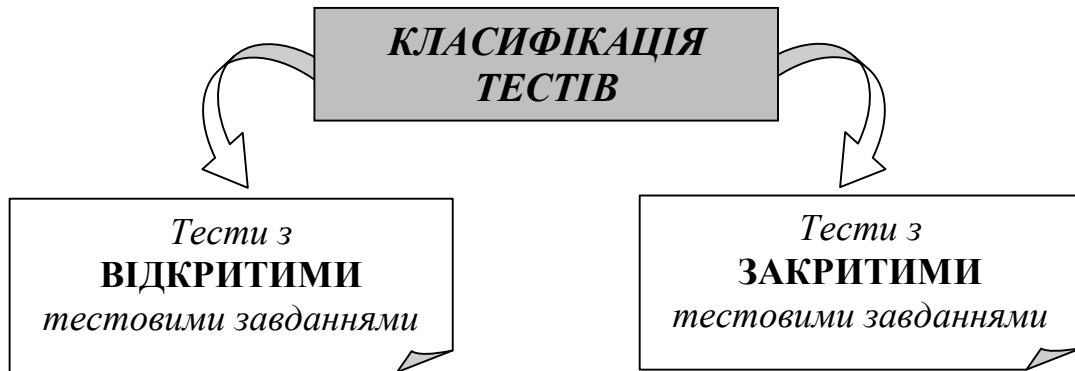 КЛАСИФІКАЦІЯ
ТЕСТІВ
Тести з
ВІДКРИТИМИ
тестовими завданнями
Тести з
ЗАКРИТИМИ
тестовими завданнями